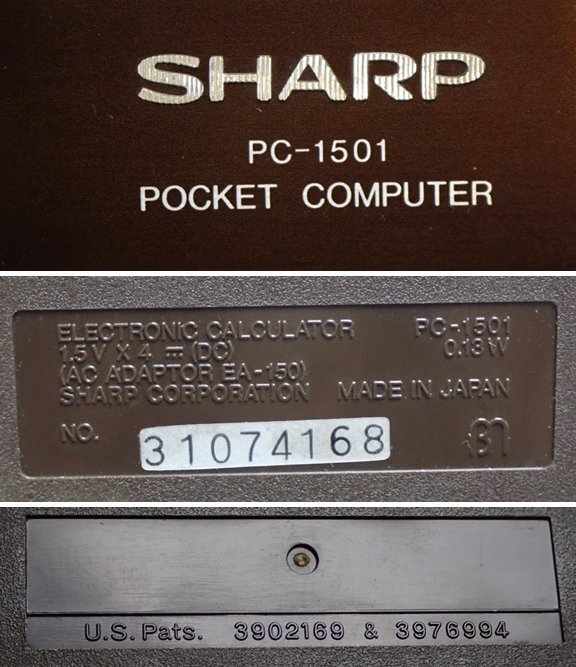 SHARP
PC-1501
POCKET COMPUTER
ELECTRONIC CALCULATOR PC-1501
1.5V X 4 ⎓ (DC) 0.13W
(AC ADAPTOR EA-150)
SHARP CORPORATION MADE IN JAPAN
NO. 31074168
U.S. Pats. 3902169 & 3976994